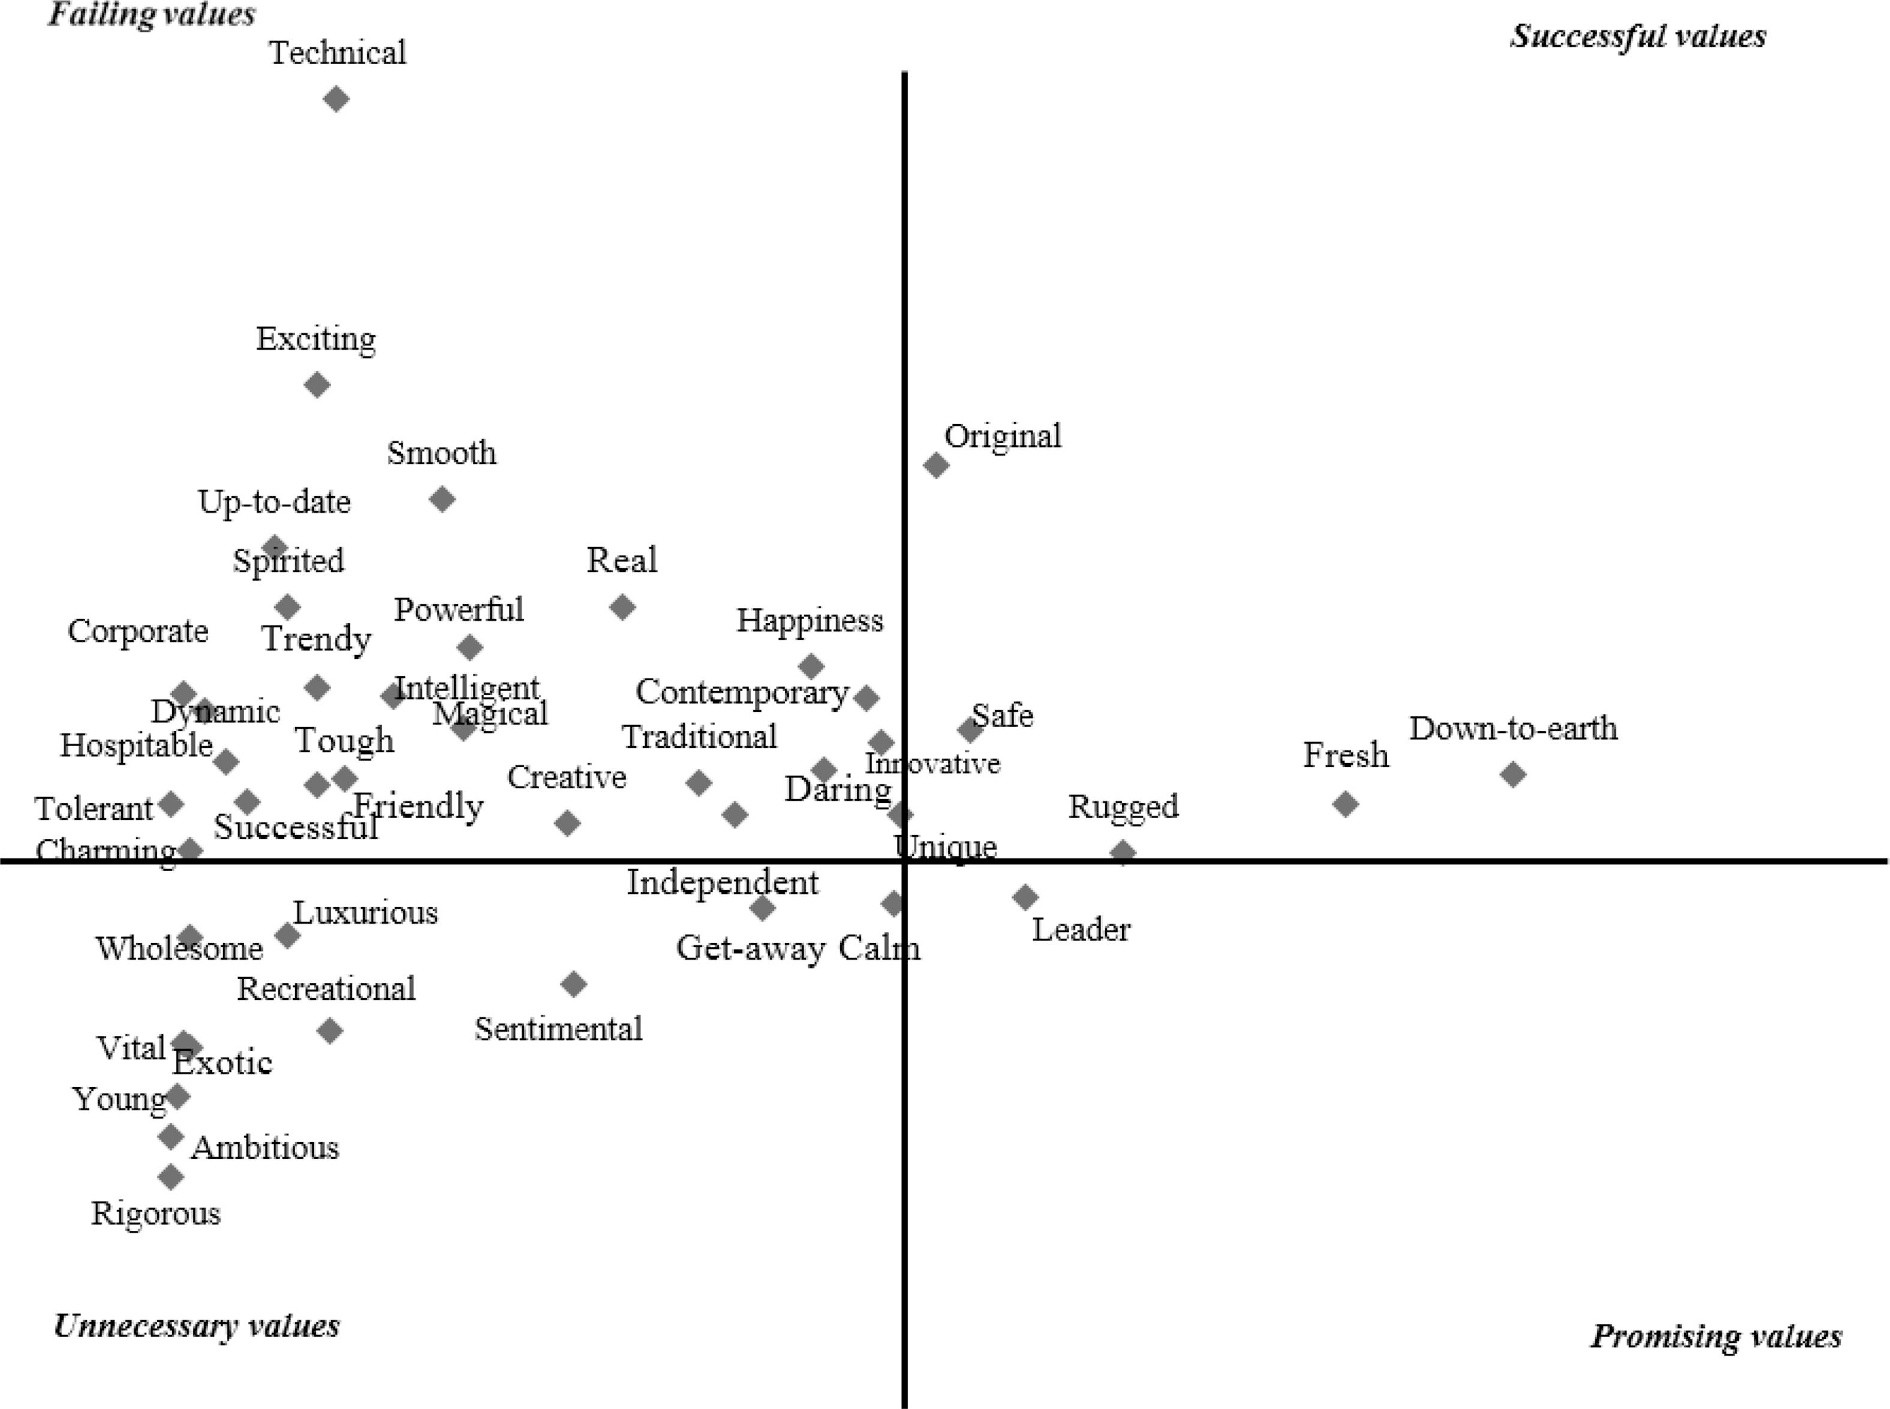 Failing values
Successful values
Technical
Exciting
Original
Smooth
Up-to-date
Spirited
Real
Powerful
Happiness
Corporate
Trendy
Intelligent
Contemporary
Magical
Dynamic
Safe
Down-to-earth
Hospitable
Tough
Traditional
Innovative
Fresh
Creative
Daring
Tolerant
Friendly
Rugged
Successful
Charming
Unique
Independent
Luxurious
Leader
Wholesome
Get-away
Calm
Recreational
Sentimental
Vital
Exotic
Young
Ambitious
Rigorous
Unnecessary values
Promising values